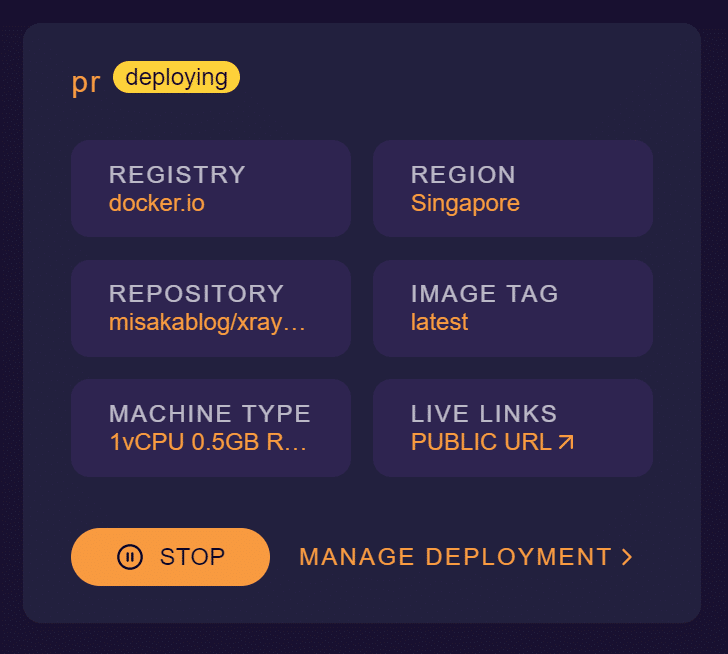 pr deploying
REGISTRY
docker.io
REGION
Singapore
REPOSITORY
misakablog/xray...
IMAGE TAG
latest
MACHINE TYPE
1vCPU 0.5GB R...
LIVE LINKS
PUBLIC URL
STOP
MANAGE DEPLOYMENT